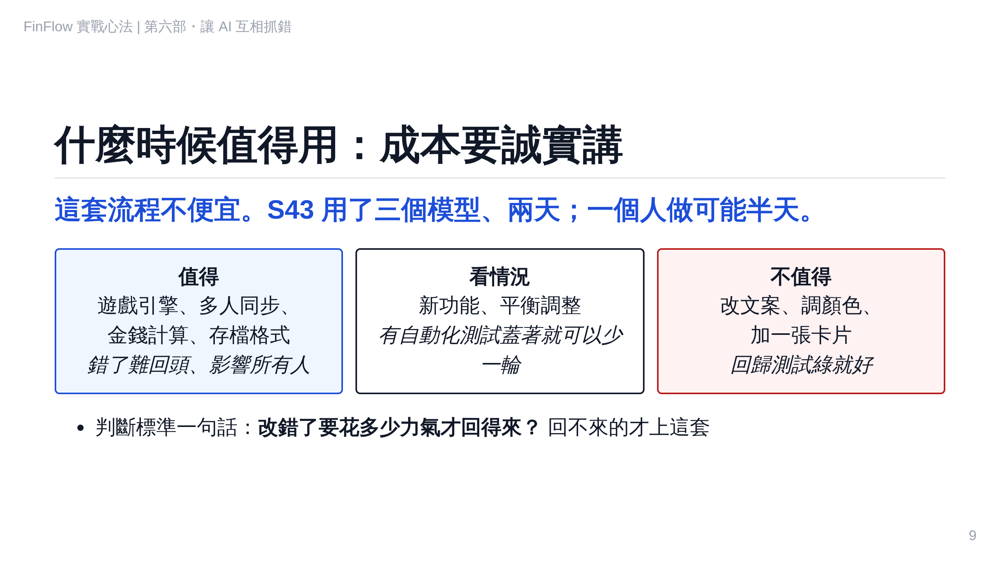 FinFlow 實戰心法 | 第六部・讓 AI 互相抓錯
什麼時候值得用：成本要誠實講
這套流程不便宜。S43 用了三個模型、兩天；一個人做可能半天。
值得
遊戲引擎、多人同步、
金錢計算、存檔格式
錯了難回頭、影響所有人
看情況
新功能、平衡調整
有自動化測試蓋著就可以少
一輪
不值得
改文案、調顏色、
加一張卡片
回歸測試綠就好
• 判斷標準一句話：改錯了要花多少力氣才回得來？ 回不來的才上這套
9